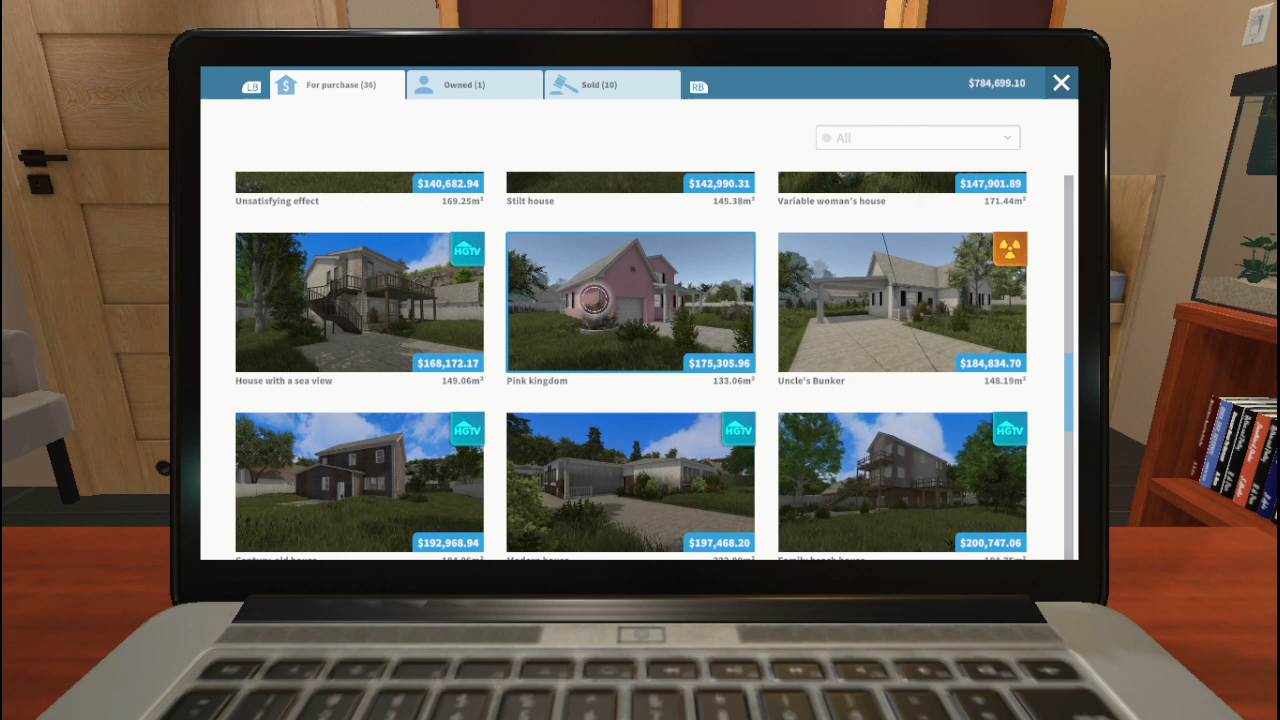 LB
$
For purchase (36)
Owned (1)
Sold (10)
RB
$784,699.10
All
$140,682.94
$142,990.31
$147,901.89
Unsatisfying effect
169.25m²
Stilt house
145.38m²
Variable woman's house
171.44m²
HGTV
$168,172.17
$175,305.96
$184,834.70
House with a sea view
149.06m²
Pink kingdom
133.06m²
Uncle's Bunker
148.19m²
HGTV
HGTV
HGTV
$192,968.94
$197,468.20
$200,747.06